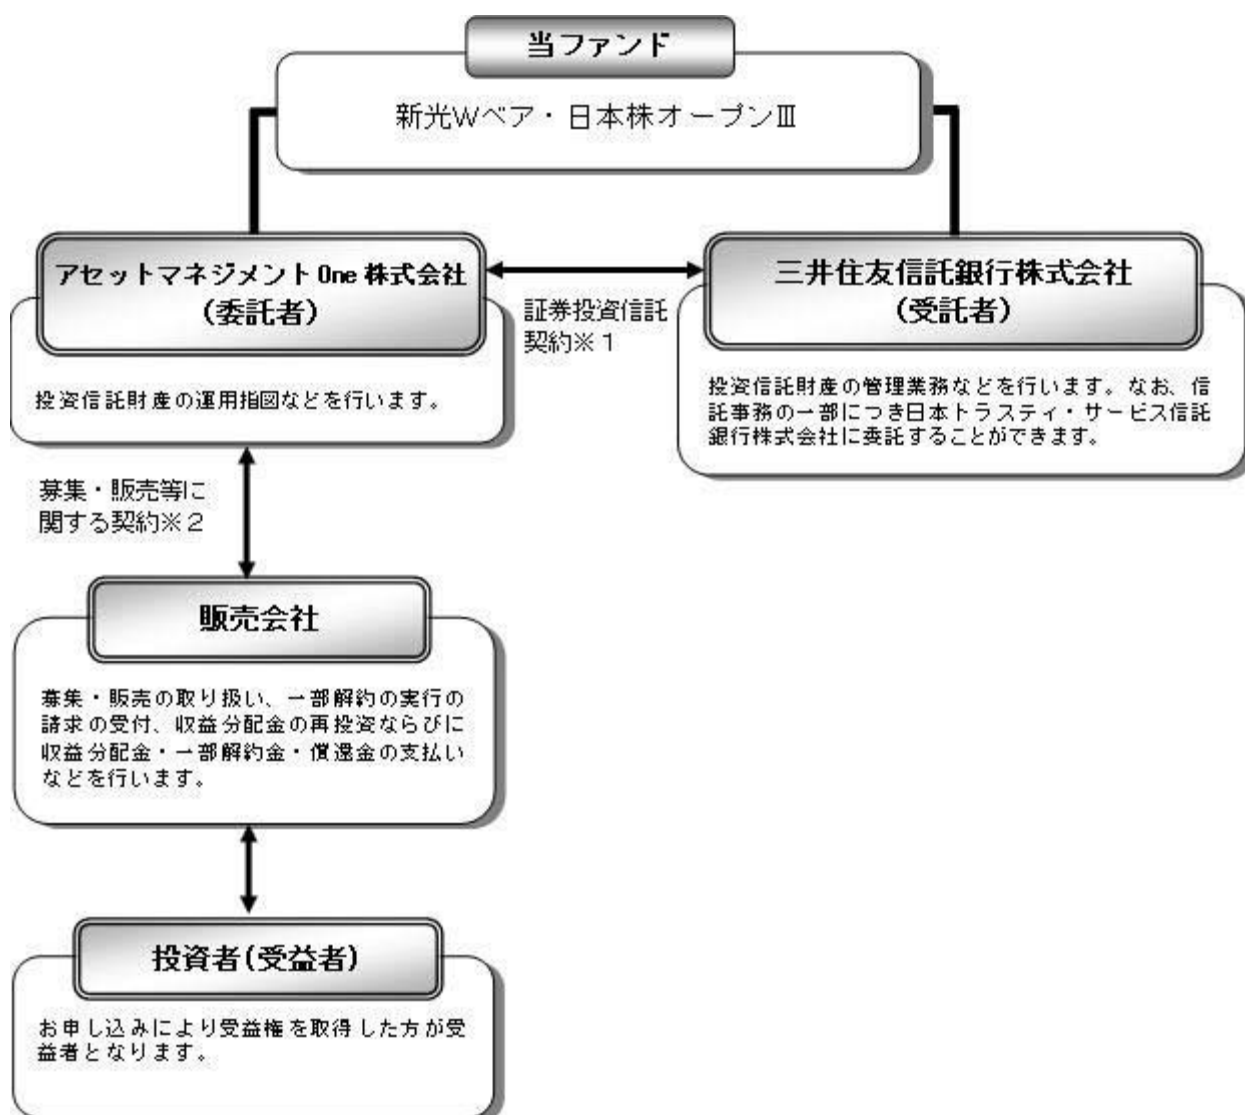 当ファンド
新光Wベア・日本株オープンⅢ
アセットマネジメントOne 株式会社
(委託者)
投資信託財産の運用指図などを行います。
証券投資信託
契約※１
三井住友信託銀行株式会社
(受託者)
投資信託財産の管理業務などを行います。なお、信
託事務の一部につき日本トラスティ・サービス信託
銀行株式会社に委託することができます。
募集・販売等に
関する契約※２
販売会社
募集・販売の取り扱い、一部解約の実行の
請求の受付、収益分配金の再投資ならびに
収益分配金・一部解約金・償還金の支払い
などを行います。
投資者(受益者)
お申し込みにより受益権を取得した方が受
益者となります。